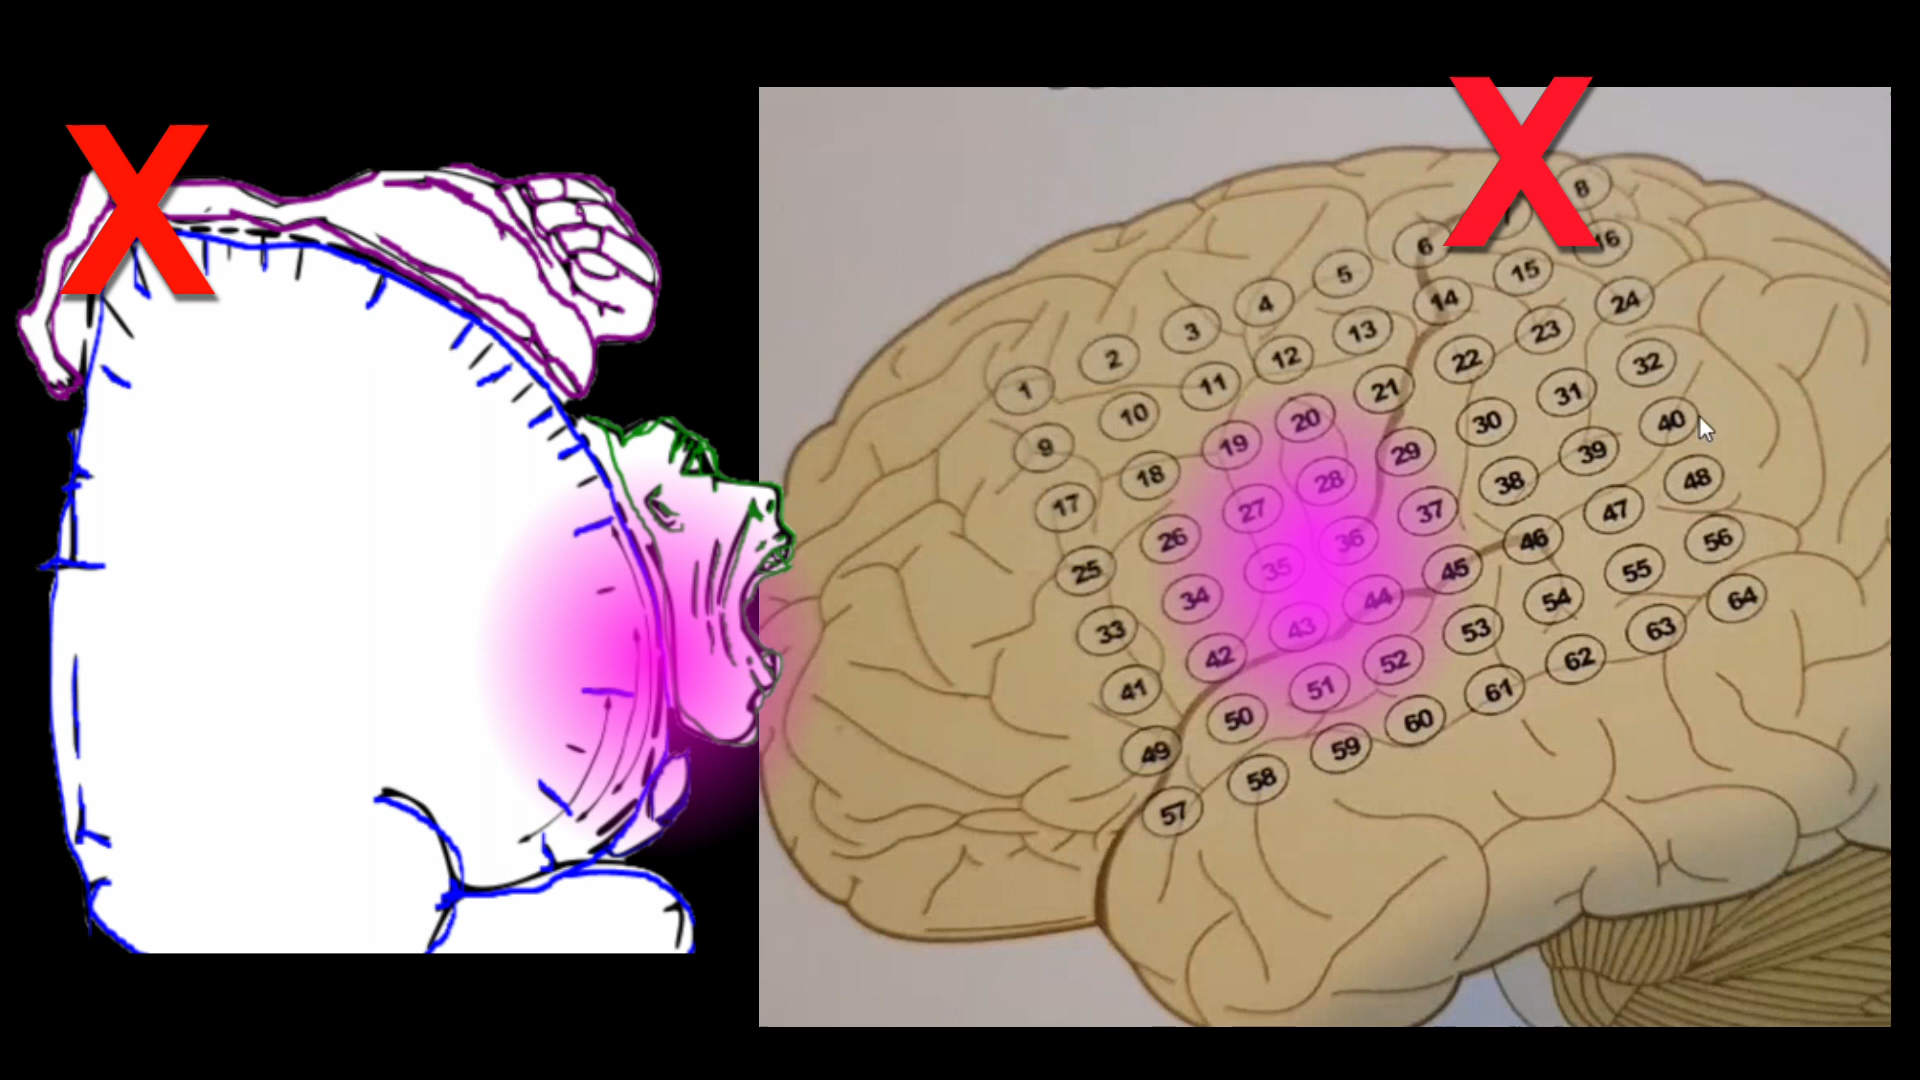 X
X
1 2 3 4 5 6 8
9 10 11 12 13 14 15 16
17 18 19 20 21 22 23 24
25 26 27 28 29 30 31 32
33 34 35 36 37 38 39 40
41 42 43 44 45 46 47 48
49 50 51 52 53 54 55 56
57 58 59 60 61 62 63 64